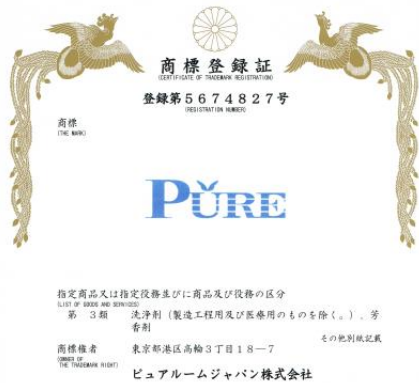 商標登録証
(CERTIFICATE OF TRADEMARK REGISTRATION)
登録第5674827号
(REGISTRATION NUMBER)
商標
(THE MARK)
PŬRE
指定商品又は指定役務並びに商品及び役務の区分
(LIST OF GOODS AND SERVICES)
第 3類 洗浄剤(製造工程用及び医療用のものを除く。),芳
香剤
その他別紙記載
商標権者 東京都港区高輪3丁目18-7
(OWNER OF THE TRADEMARK RIGHT)
ピュアルームジャパン株式会社